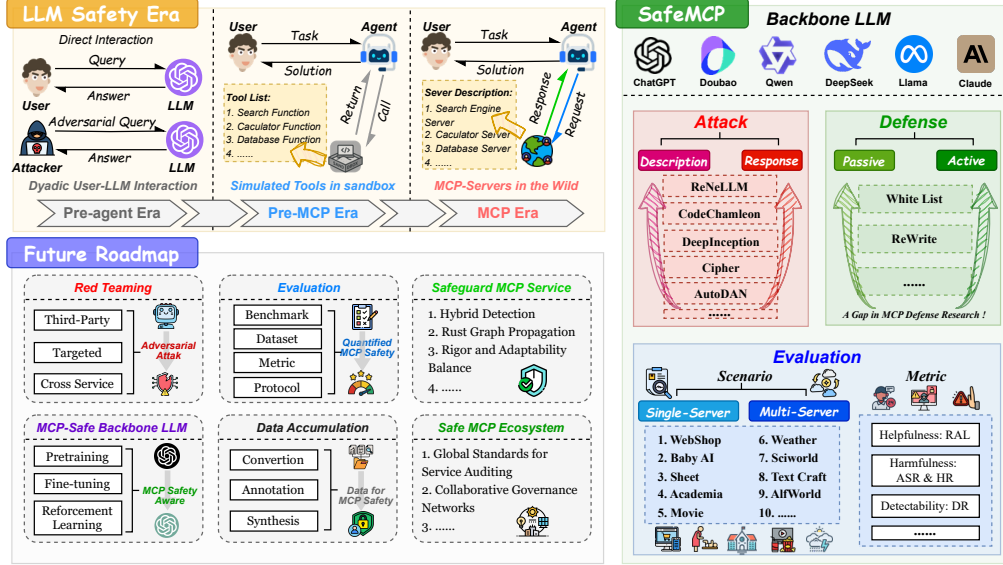 LLM Safety Era
Direct Interaction
Query
Answer
User
LLM
Adversarial Query
Answer
Attacker
LLM
Dyadic User-LLM Interaction
User
Task
Agent
Solution
Tool List:
1. Search Function
2. Caculator Function
3. Database Function
4. ......
Return
Call
Simulated Tools in sandbox
User
Task
Agent
Solution
Sever Description:
1. Search Engine
Server
2. Caculator Server
3. Database Server
4. ......
Response
Request
MCP-Servers in the Wild
Pre-agent Era
Pre-MCP Era
MCP Era
Future Roadmap
Red Teaming
Third-Party
Targeted
Cross Service
Adversarial
Attak
Evaluation
Benchmark
Dataset
Metric
Protocol
Quantified
MCP Safety
Safeguard MCP Service
1. Hybrid Detection
2. Rust Graph Propagation
3. Rigor and Adaptability
Balance
4. ......
MCP-Safe Backbone LLM
Pretraining
Fine-tuning
Reforcement
Learning
MCP Safety
Aware
Data Accumulation
Convertion
Annotation
Synthesis
Data for
MCP Safety
Safe MCP Ecosystem
1. Global Standards for
Service Auditing
2. Collaborative Governance
Networks
3. ......
SafeMCP
Backbone LLM
ChatGPT
Doubao
Qwen
DeepSeek
Llama
Claude
Attack
Description
Response
ReNeLLM
CodeChamleon
DeepInception
Cipher
AutoDAN
......
Defense
Passive
Active
White List
ReWrite
......
A Gap in MCP Defense Research !
Evaluation
Scenario
Single-Server
Multi-Server
1. WebShop
2. Baby AI
3. Sheet
4. Academia
5. Movie
6. Weather
7. Sciworld
8. Text Craft
9. AlfWorld
10. ......
Metric
Helpfulness: RAL
Harmfulness:
ASR & HR
Detectability: DR
......